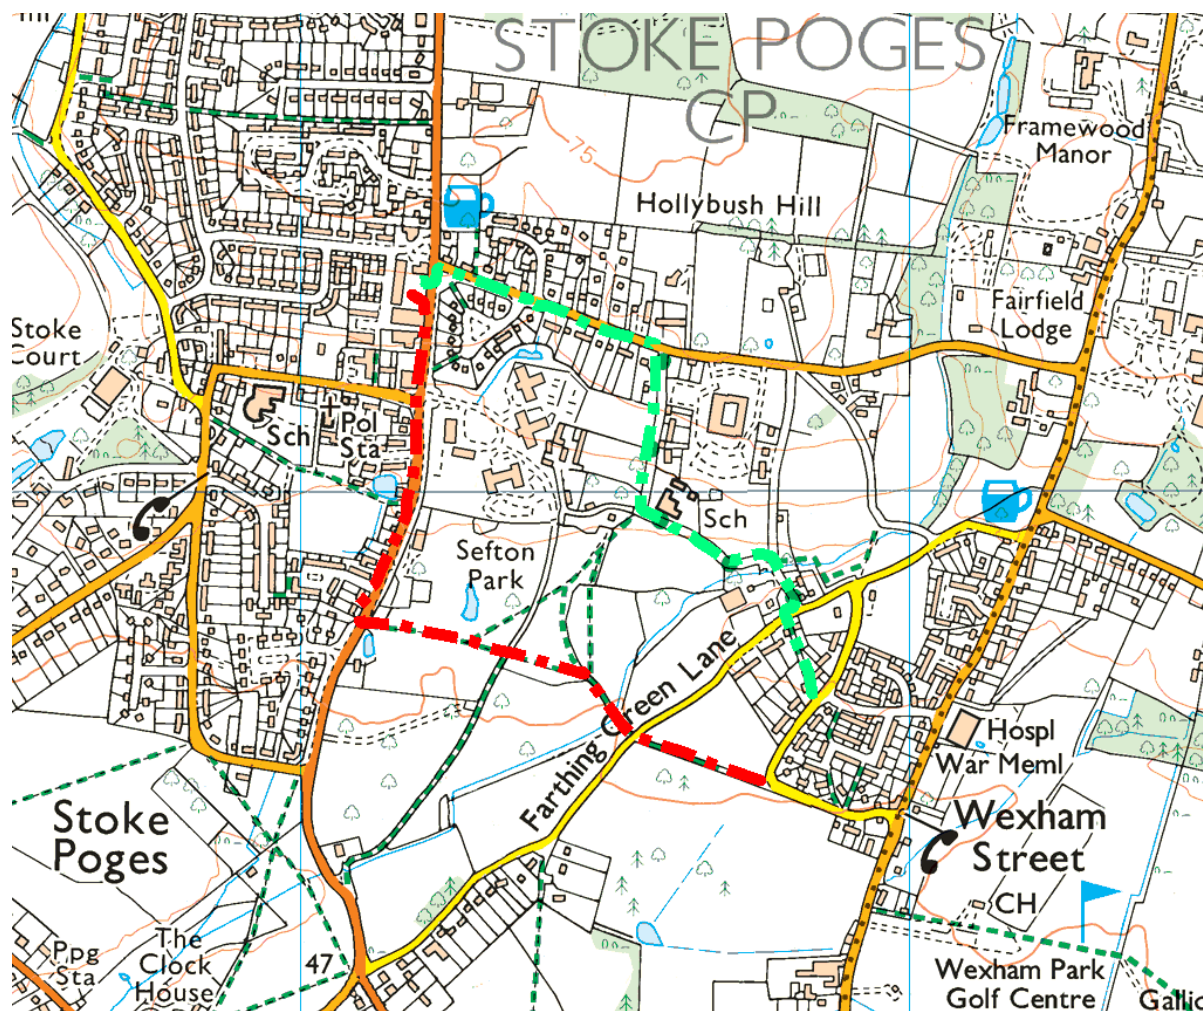 STOKE POGES
CP
75
Framewood
Manor
Hollybush Hill
Fairfield
Lodge
Stoke
Court
Sch
Pol
Sta
Sch
Sefton
Park
Farthing Green Lane
Hospl
War Meml
Stoke
Poges
Wexham
Street
CH
Ppg
Sta
The
Clock
House
47
Wexham Park
Golf Centre